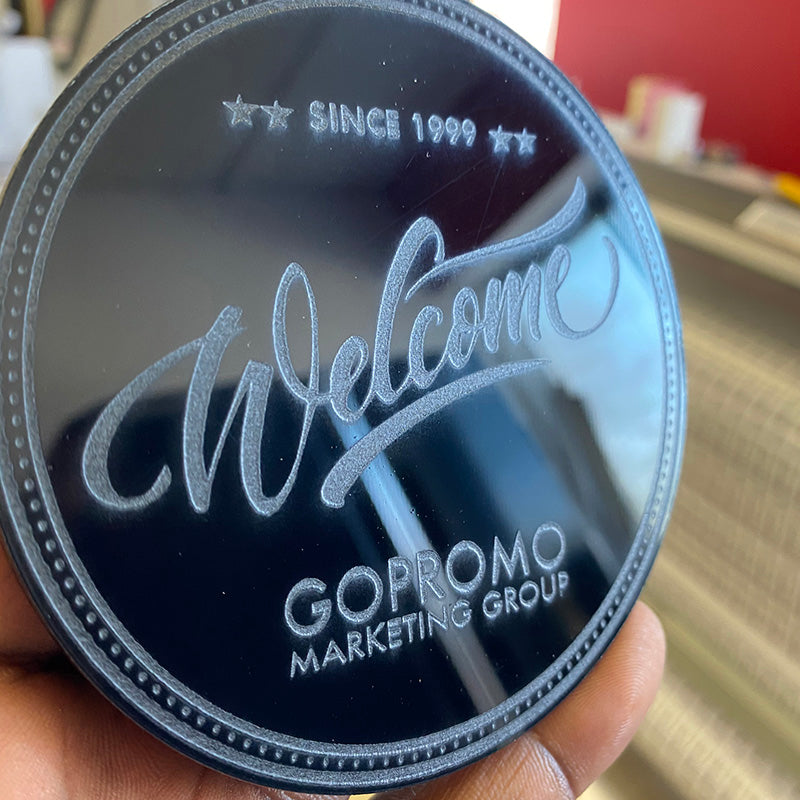 ★★ SINCE 1999 ★★
Welcome
GOPROMO
MARKETING GROUP